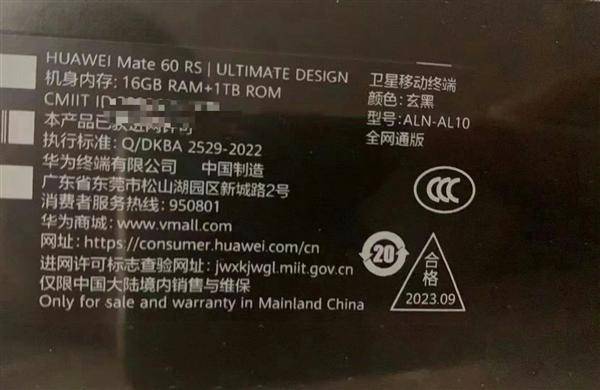 HUAWEI Mate 60 RS | ULTIMATE DESIGN
机身内存: 16GB RAM+1TB ROM
CMIIT ID
本产品已获进网许可
执行标准: Q/DKBA 2529-2022
华为终端有限公司 中国制造
广东省东莞市松山湖园区新城路2号
消费者服务热线: 950801
华为商城: www.vmall.com
网址: https://consumer.huawei.com/cn
进网许可标志查验网址: jwxkjwgl.miit.gov.cn
仅限中国大陆境内销售与维保
Only for sale and warranty in Mainland China
卫星移动终端
颜色: 玄黑
型号: ALN-AL10
全网通版
CCC
20
合格
2023.09